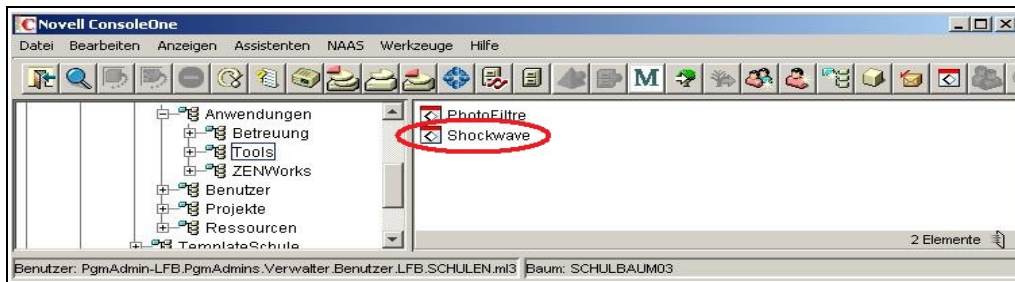 Novell ConsoleOne
Datei Bearbeiten Anzeigen Assistenten NAAS Werkzeuge Hilfe
M
Anwendungen
Betreuung
Tools
ZENWorks
Benutzer
Projekte
Ressourcen
TemplateSchule
PhotoFiltre
Shockwave
2 Elemente
Benutzer: PgmAdmin-LFB.PgmAdmins.Verwalter.Benutzer.LFB.SCHULEN.ml3 Baum: SCHULBAUM03